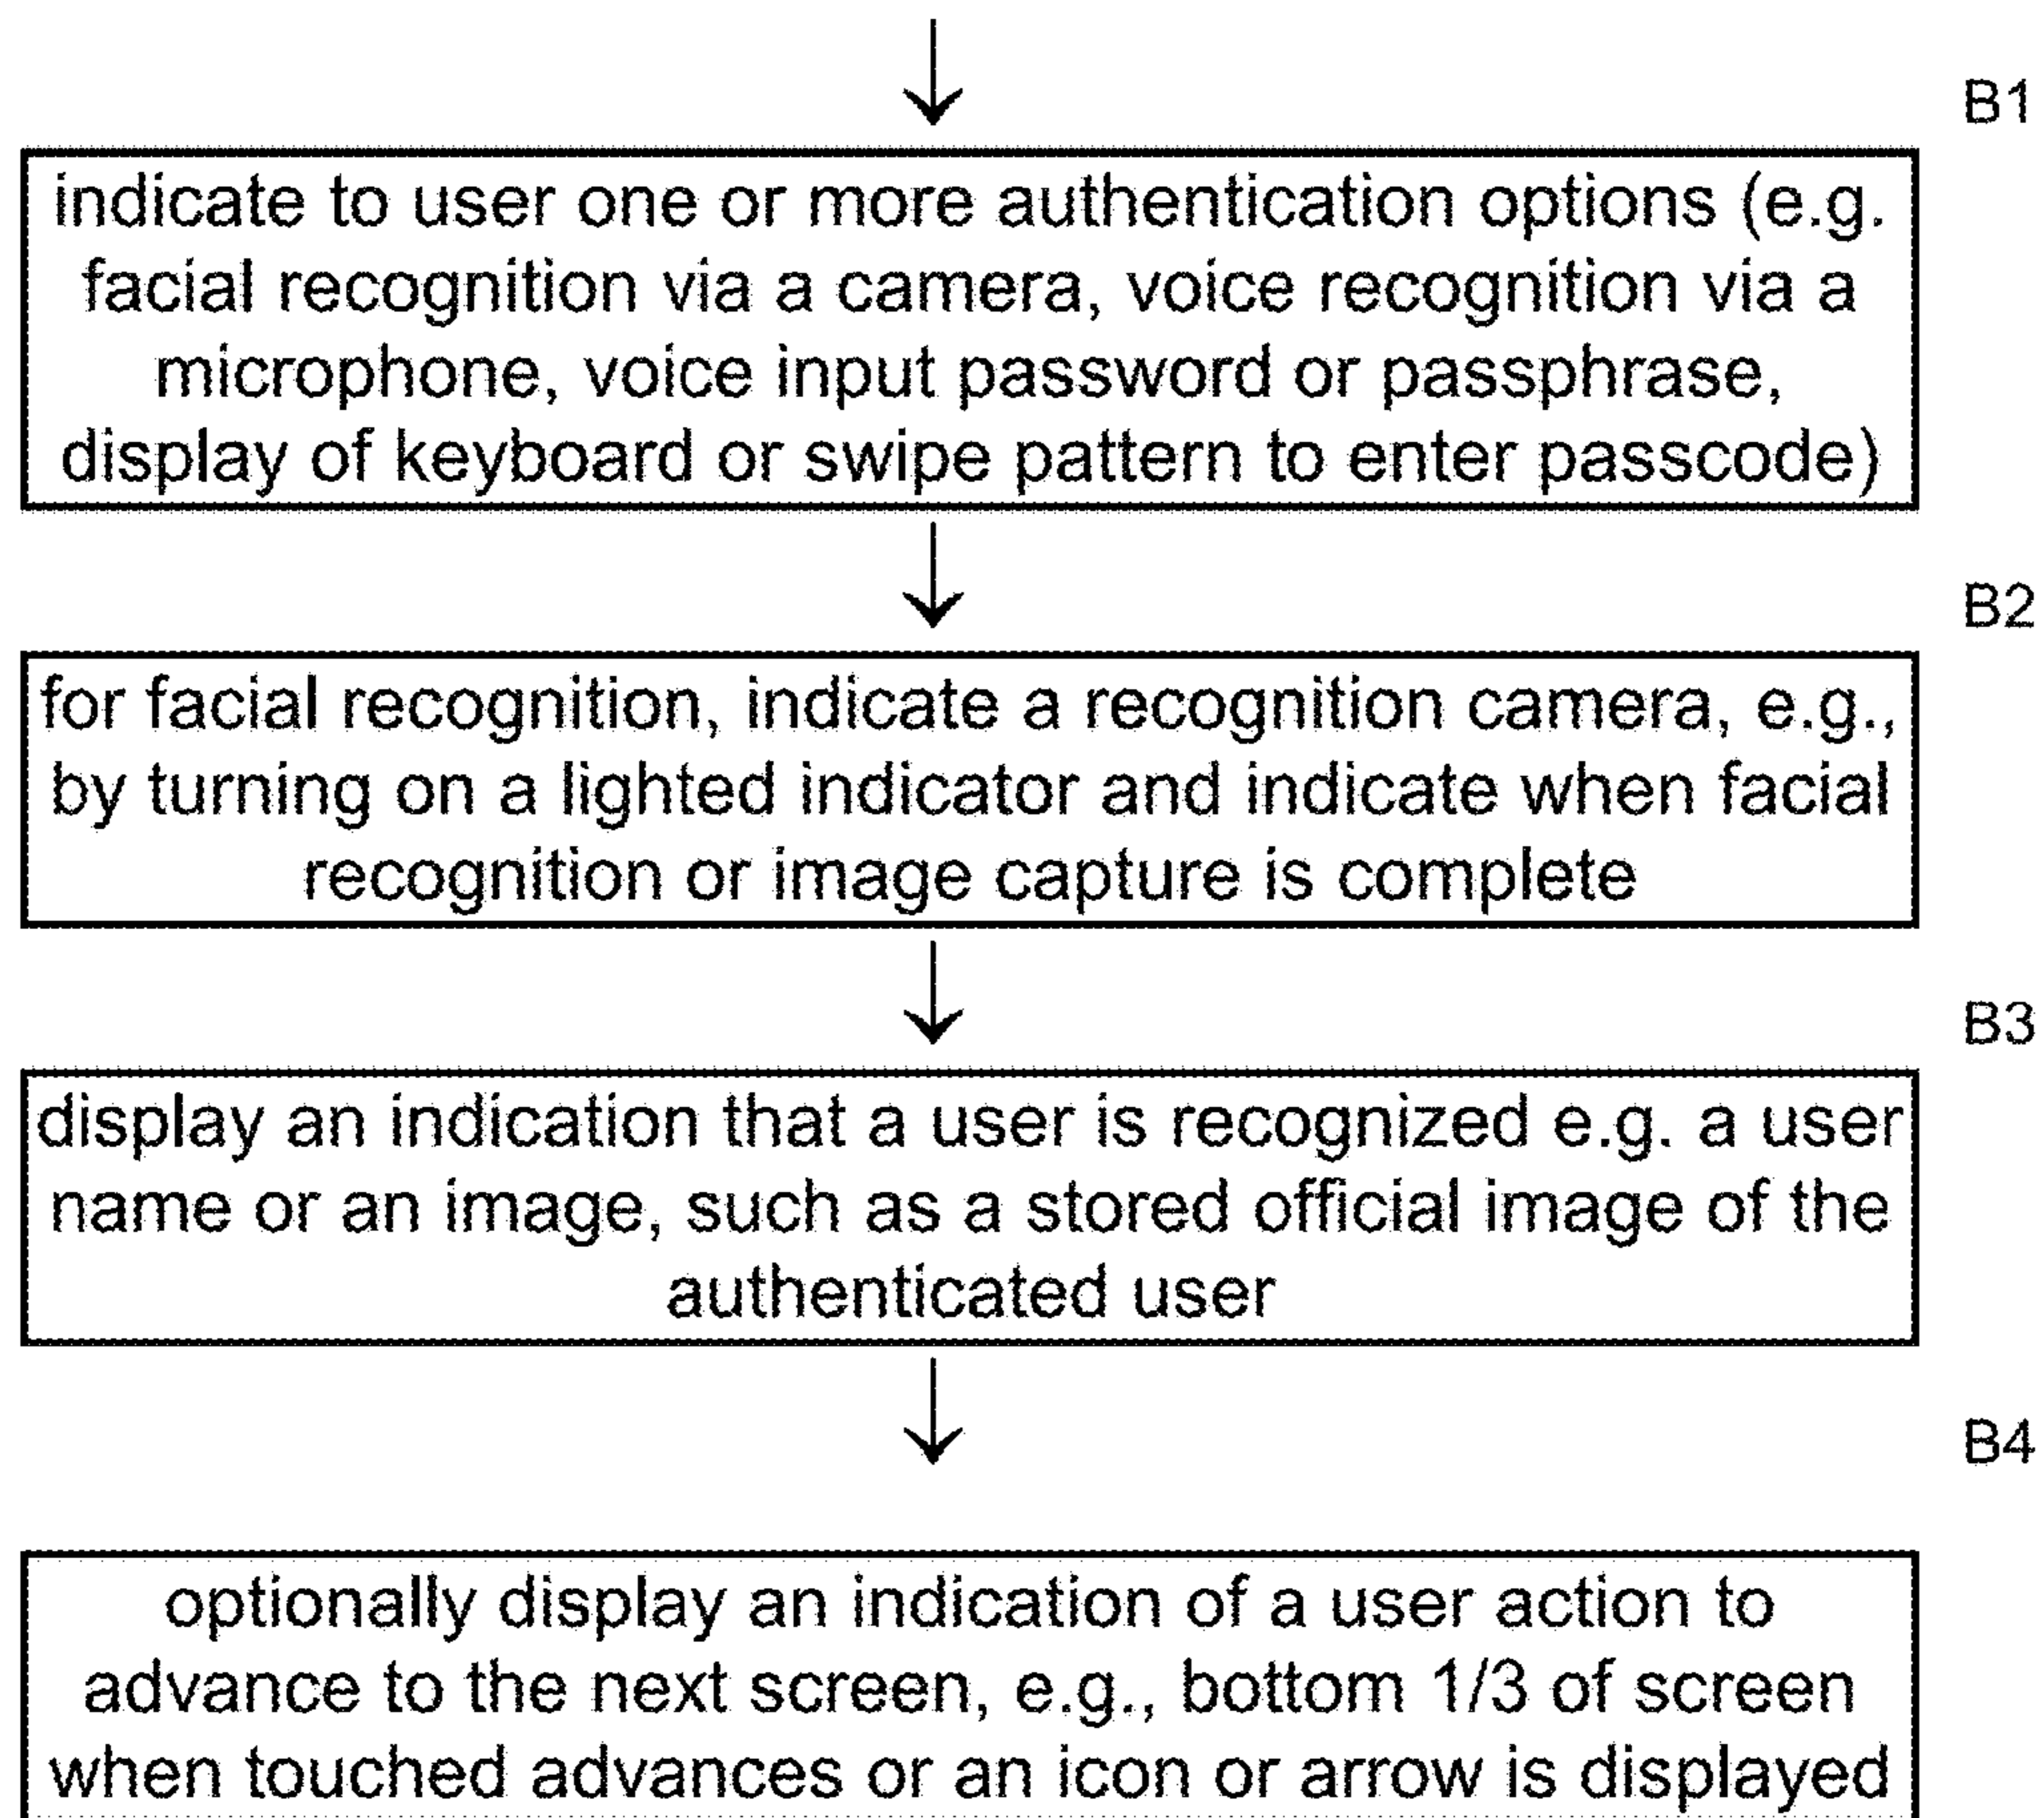 B1
indicate to user one or more authentication options (e.g.
facial recognition via a camera, voice recognition via a
microphone, voice input password or passphrase,
display of keyboard or swipe pattern to enter passcode)
B2
for facial recognition, indicate a recognition camera, e.g.,
by turning on a lighted indicator and indicate when facial
recognition or image capture is complete
B3
display an indication that a user is recognized e.g. a user
name or an image, such as a stored official image of the
authenticated user
B4
optionally display an indication of a user action to
advance to the next screen, e.g., bottom 1/3 of screen
when touched advances or an icon or arrow is displayed